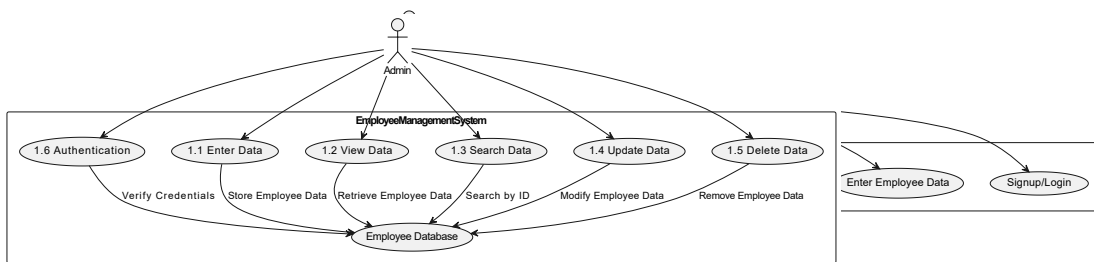 Admin
EmployeeManagementSystem
1.6 Authentication
1.1 Enter Data
1.2 View Data
1.3 Search Data
1.4 Update Data
1.5 Delete Data
Enter Employee Data
Signup/Login
Verify Credentials
Store Employee Data
Retrieve Employee Data
Search by ID
Modify Employee Data
Remove Employee Data
Employee Database